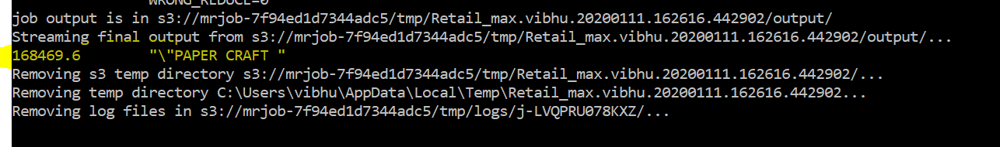 WRONG_REDUCE=0
job output is in s3://mrjob-7f94ed1d7344adc5/tmp/Retail_max.vibhu.20200111.162616.442902/output/
Streaming final output from s3://mrjob-7f94ed1d7344adc5/tmp/Retail_max.vibhu.20200111.162616.442902/output/...
168469.6        "\"PAPER CRAFT "
Removing s3 temp directory s3://mrjob-7f94ed1d7344adc5/tmp/Retail_max.vibhu.20200111.162616.442902/...
Removing temp directory C:\Users\vibhu\AppData\Local\Temp\Retail_max.vibhu.20200111.162616.442902...
Removing log files in s3://mrjob-7f94ed1d7344adc5/tmp/logs/j-LVQPRU078KXZ/...